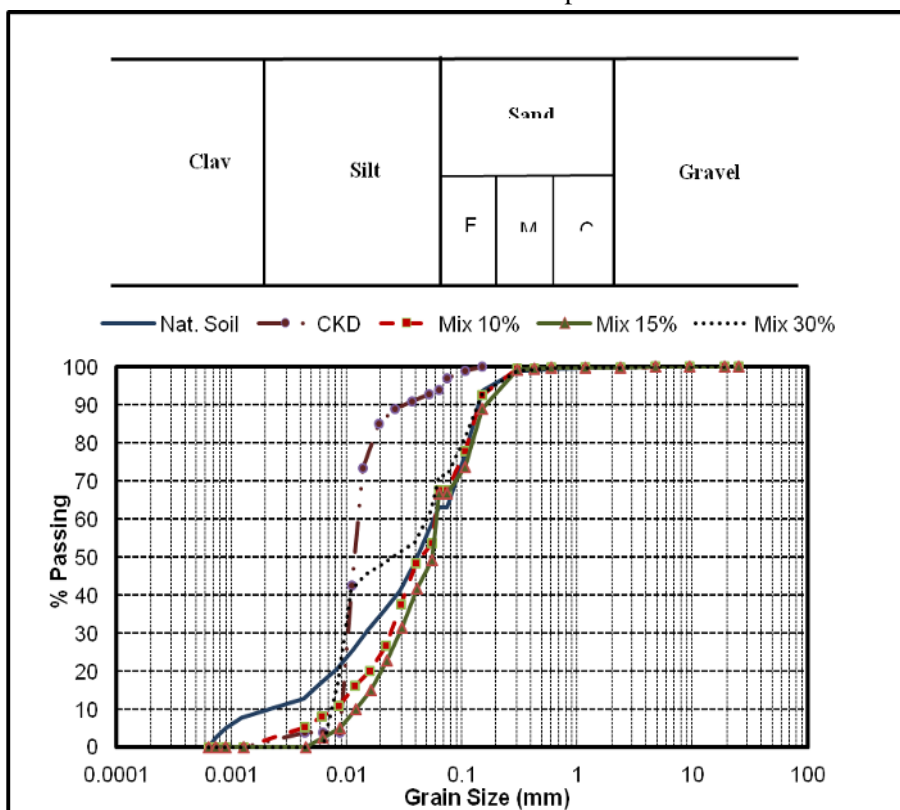 Sand
Clay Silt Gravel
F M C
Nat. Soil CKD Mix 10% Mix 15% Mix 30%
100
90
80
70
60
50
40
30
20
10
0
% Passing
0.0001 0.001 0.01 0.1 1 10 100
Grain Size (mm)